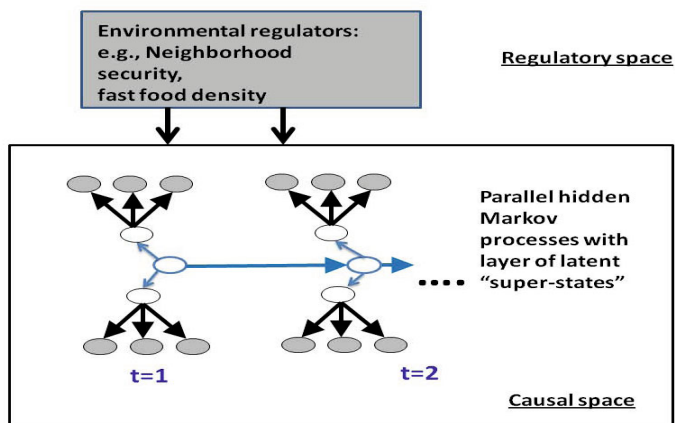 Environmental regulators:
e.g., Neighborhood
security,
fast food density
Regulatory space
Parallel hidden
Markov
processes with
layer of latent
“super-states”
....
t=1
t=2
Causal space